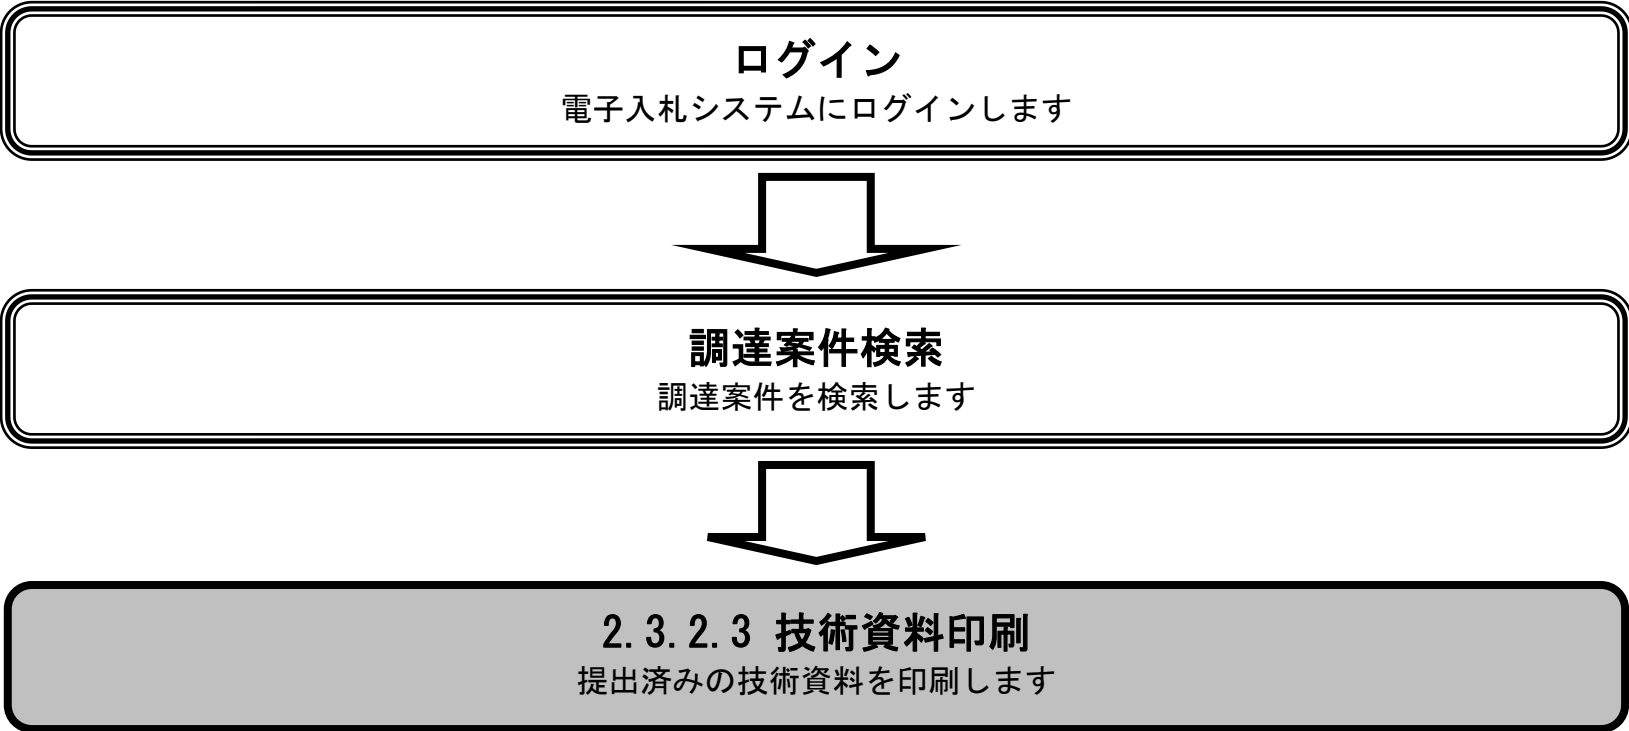 ログイン
電子入札システムにログインします
調達案件検索
調達案件を検索します
2.3.2.3 技術資料印刷
提出済みの技術資料を印刷します